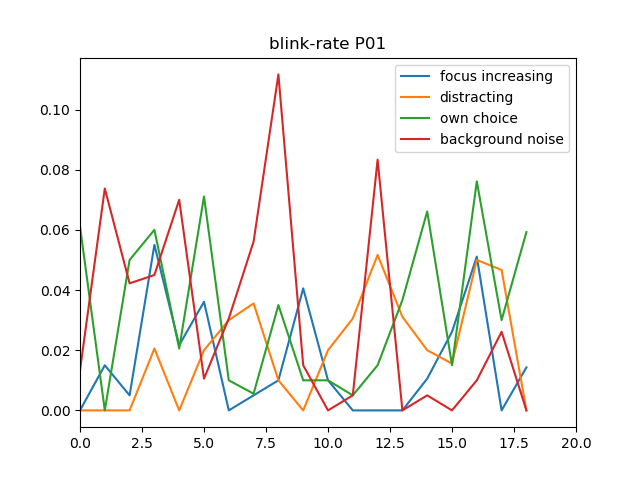 blink-rate P01
focus increasing
distracting
own choice
background noise
0.10
0.08
0.06
0.04
0.02
0.00
0.0 2.5 5.0 7.5 10.0 12.5 15.0 17.5 20.0